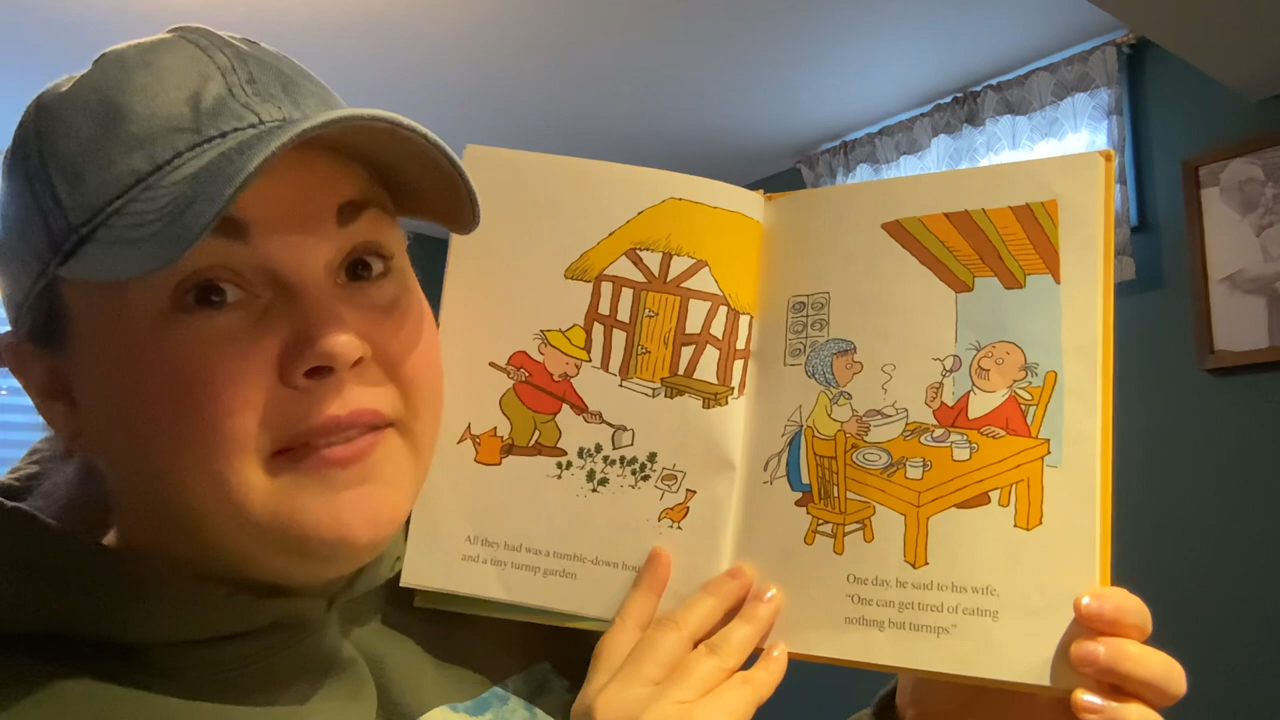 All they had was a tumble-down
and a tiny turnip garden
One day, he said to his wife,
"One can get tired of eating
nothing but turnips."